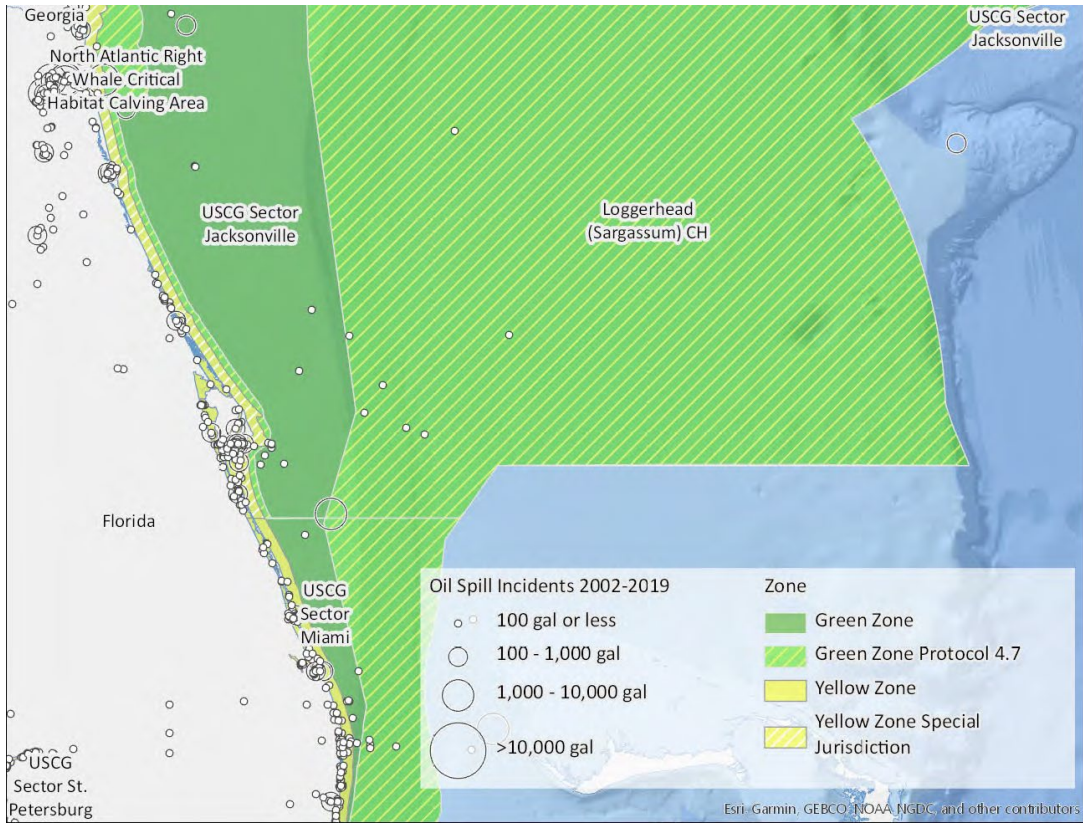 Georgia
USCG Sector
Jacksonville
North Atlantic Right
Whale Critical
Habitat Calving Area
USCG Sector
Jacksonville
Loggerhead
(Sargassum) CH
Florida
USCG
Sector
Miami
USCG
Sector St.
Petersburg
Oil Spill Incidents 2002-2019
100 gal or less
100 - 1,000 gal
1,000 - 10,000 gal
>10,000 gal
Zone
Green Zone
Green Zone Protocol 4.7
Yellow Zone
Yellow Zone Special
Jurisdiction
Esri, Garmin, GEBCO, NOAA NGDC, and other contributors